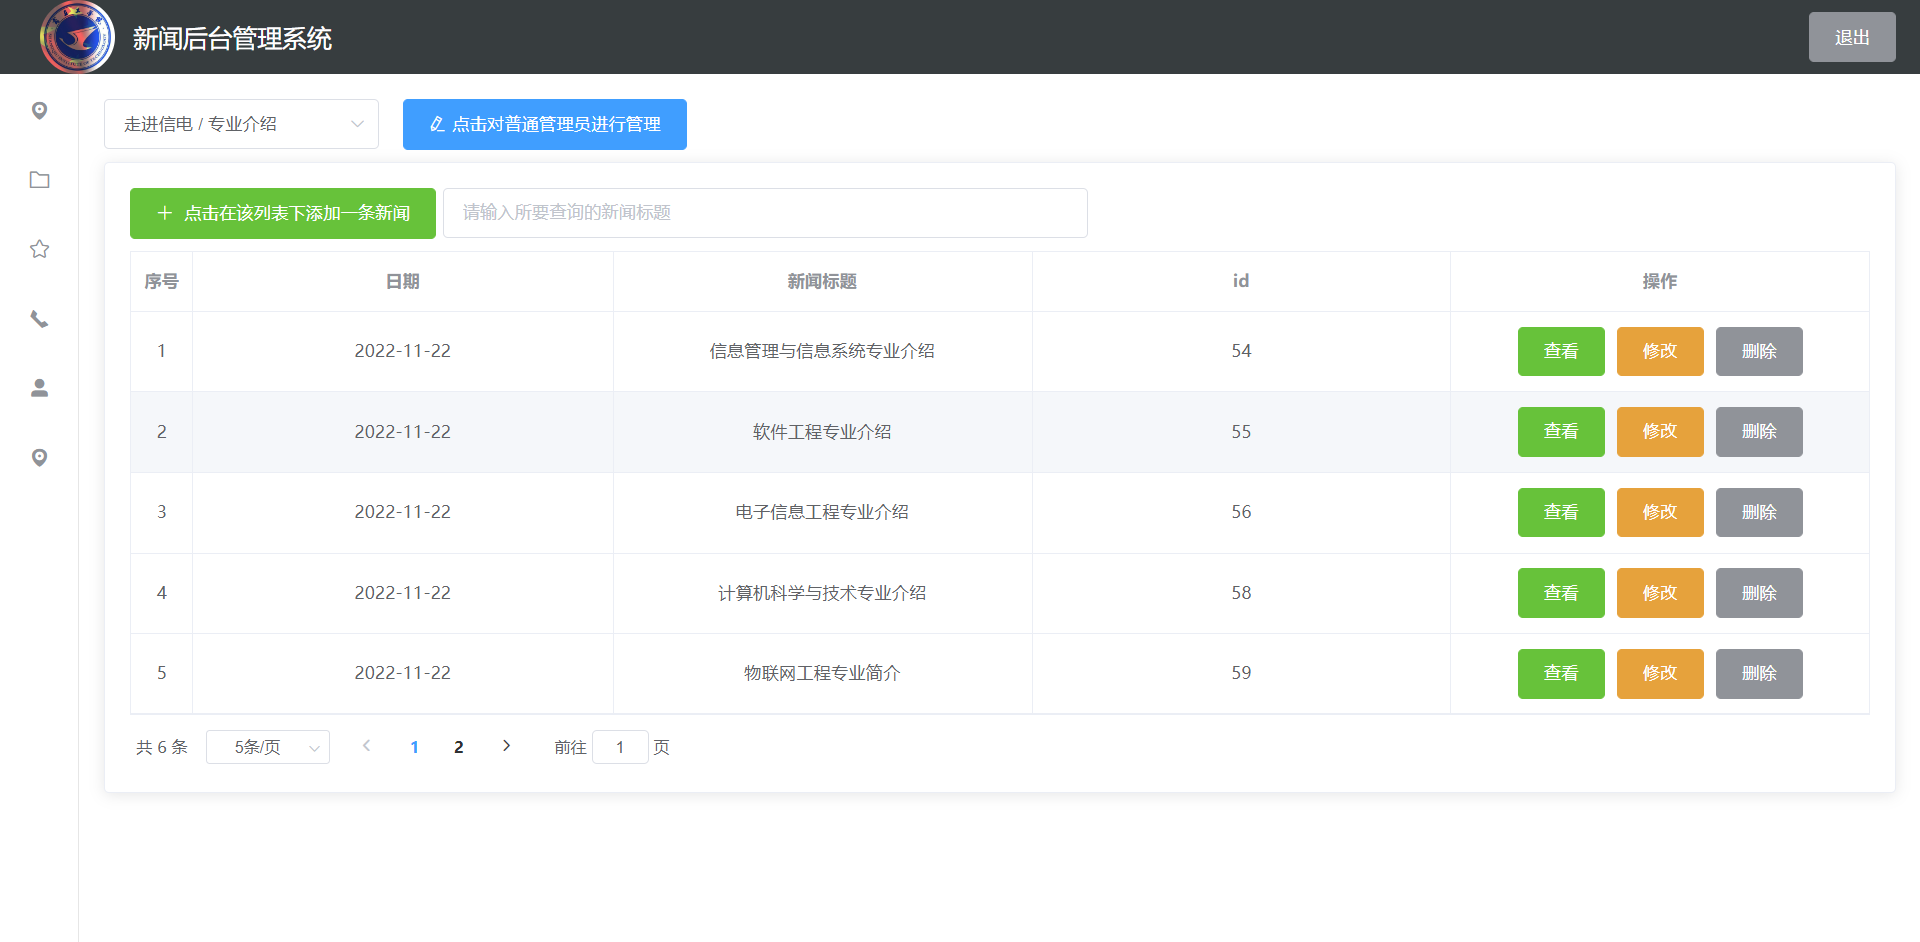 新闻后台管理系统
退出
走进信电 / 专业介绍
点击对普通管理员进行管理
点击在该列表下添加一条新闻
请输入所要查询的新闻标题
序号 日期 新闻标题 id 操作
1 2022-11-22 信息管理与信息系统专业介绍 54 查看 修改 删除
2 2022-11-22 软件工程专业介绍 55 查看 修改 删除
3 2022-11-22 电子信息工程专业介绍 56 查看 修改 删除
4 2022-11-22 计算机科学与技术专业介绍 58 查看 修改 删除
5 2022-11-22 物联网工程专业简介 59 查看 修改 删除
共 6 条 5条/页 1 2 前往 1 页